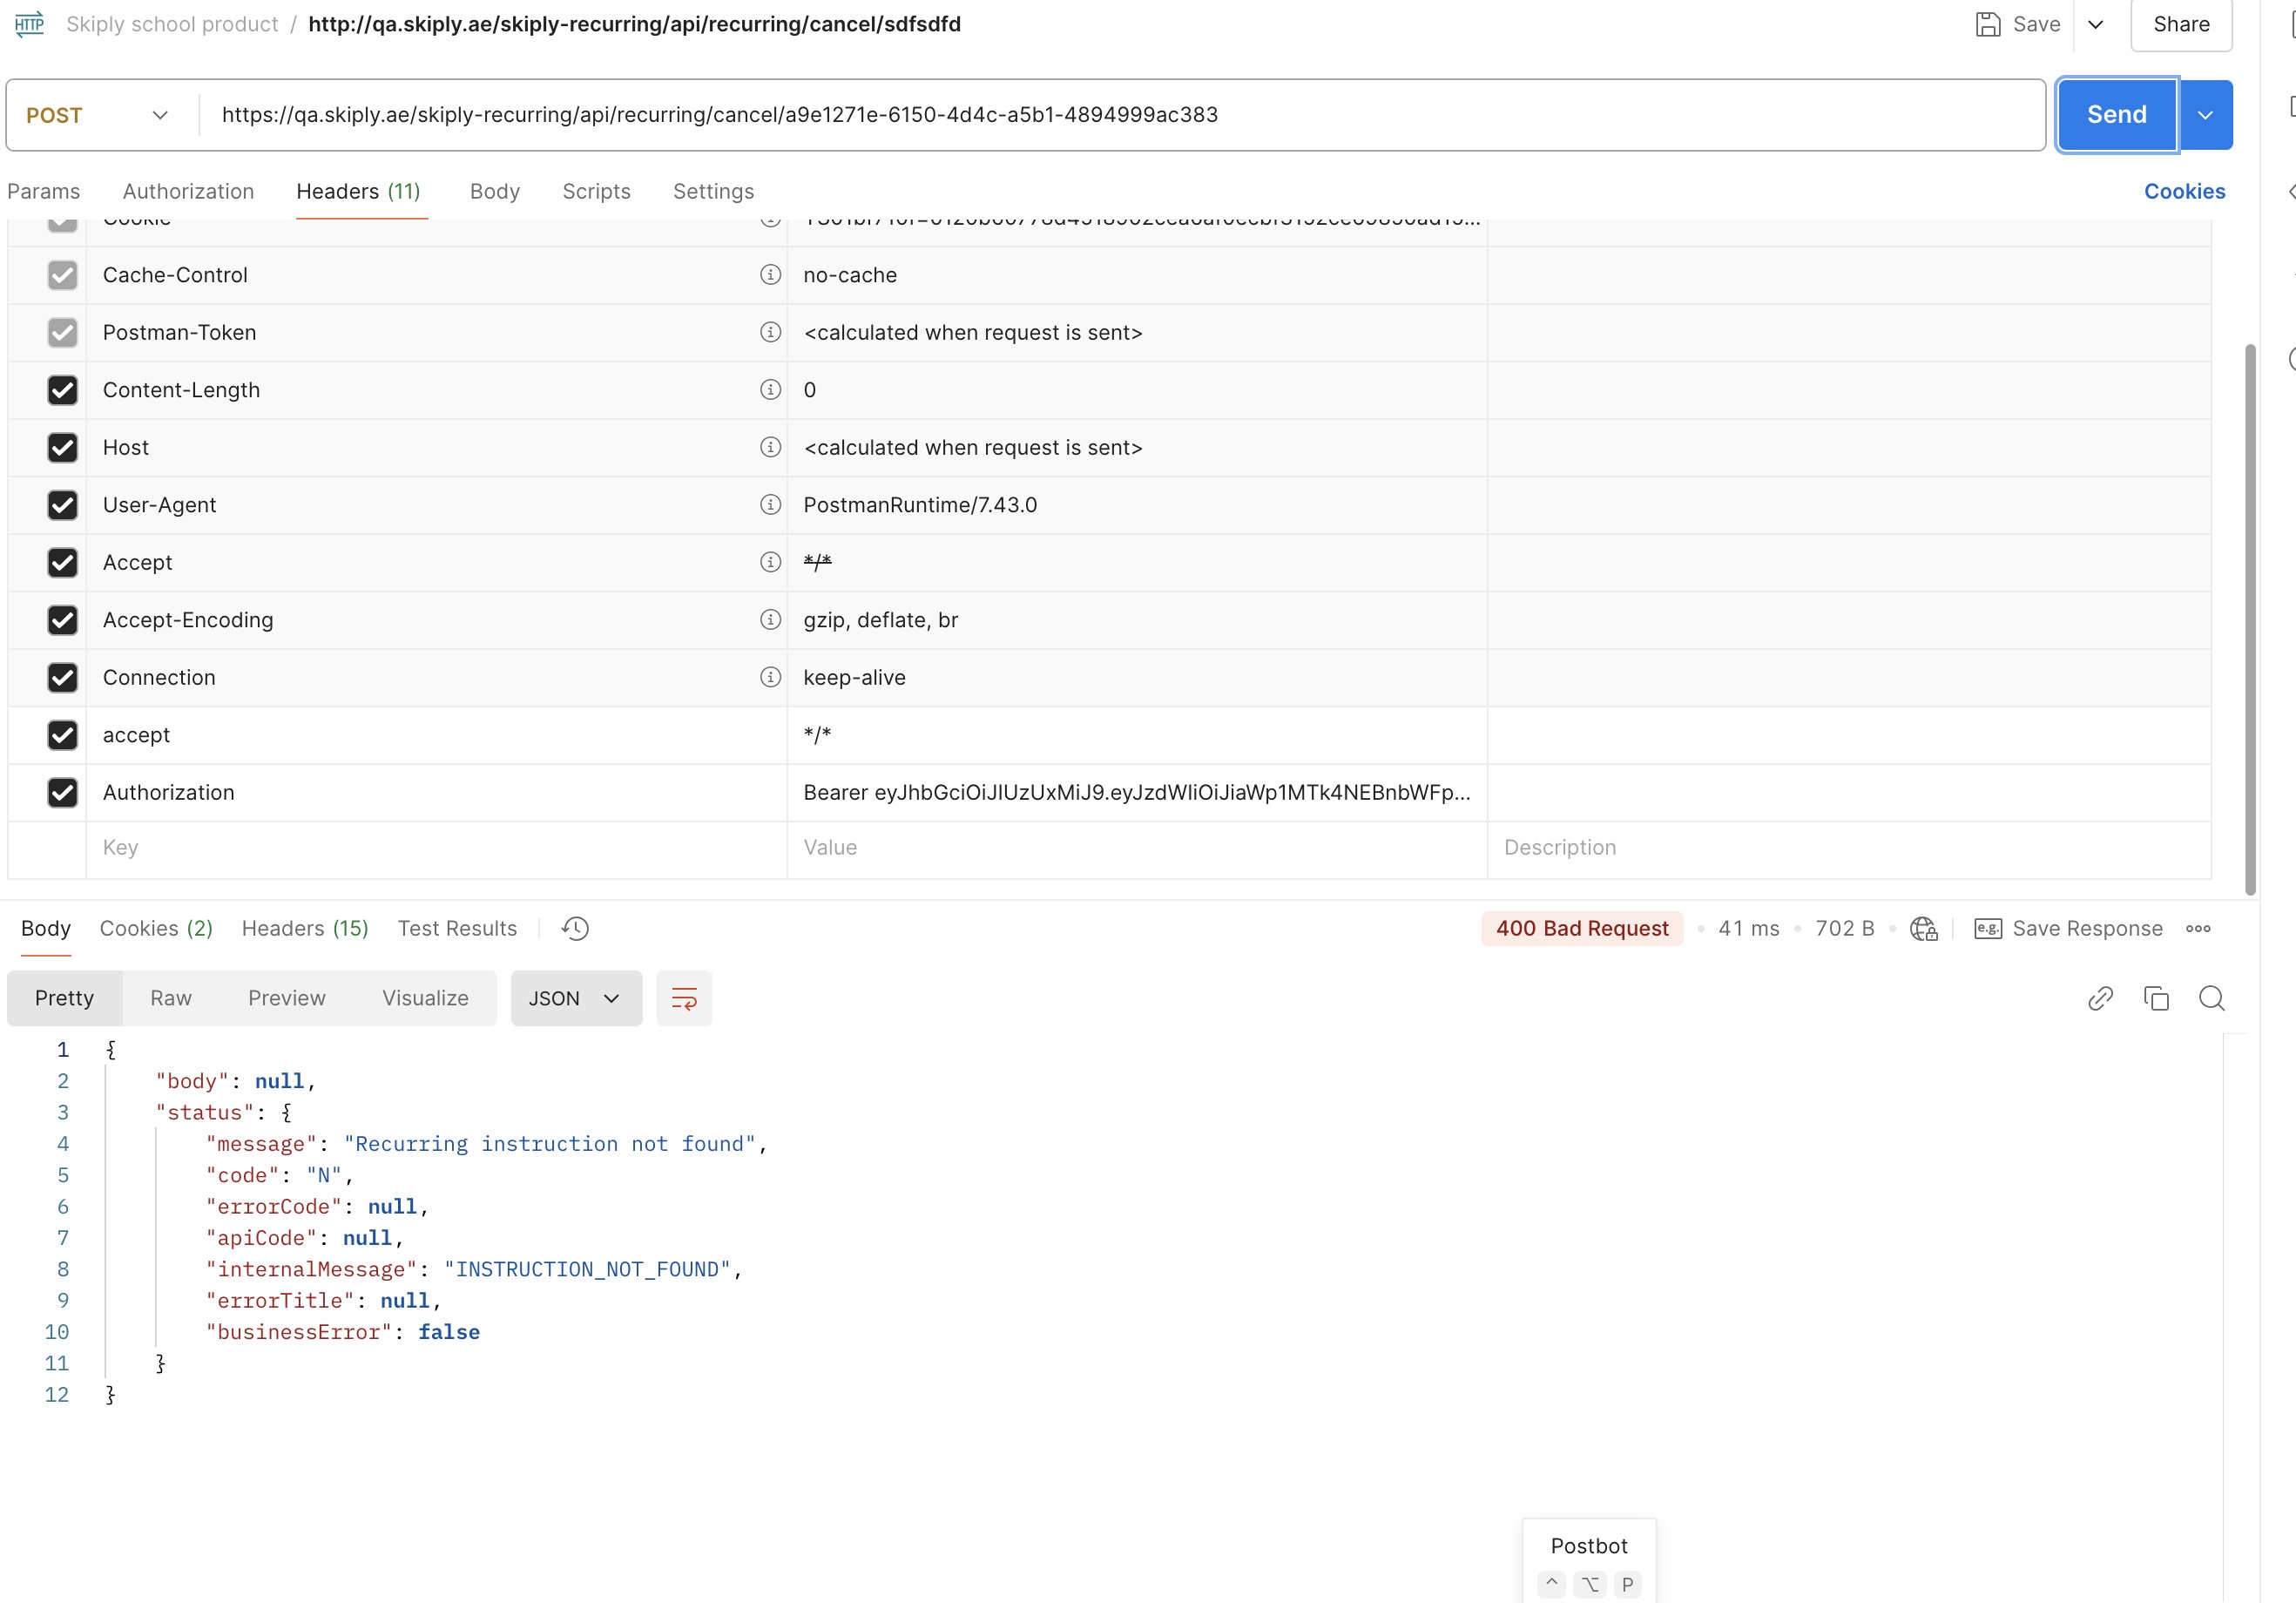 HTTP Skiply school product / http://qa.skiply.ae/skiply-recurring/api/recurring/cancel/sdfsdfd Save Share
POST https://qa.skiply.ae/skiply-recurring/api/recurring/cancel/a9e1271e-6150-4d4c-a5b1-4894999ac383 Send
Params Authorization Headers (11) Body Scripts Settings Cookies
Cookie
Cache-Control no-cache
Postman-Token <calculated when request is sent>
Content-Length 0
Host <calculated when request is sent>
User-Agent PostmanRuntime/7.43.0
Accept */*
Accept-Encoding gzip, deflate, br
Connection keep-alive
accept */*
Authorization Bearer eyJhbGciOiJIUzUxMiJ9.eyJzdWIiOiJiaWp1MTk4NEBnbWFp...
Key Value Description
Body Cookies (2) Headers (15) Test Results 400 Bad Request • 41 ms • 702 B • e.g. Save Response
Pretty Raw Preview Visualize JSON
1 {
2 "body": null,
3 "status": {
4 "message": "Recurring instruction not found",
5 "code": "N",
6 "errorCode": null,
7 "apiCode": null,
8 "internalMessage": "INSTRUCTION_NOT_FOUND",
9 "errorTitle": null,
10 "businessError": false
11 }
12 }
Postbot
^ ⌥ P